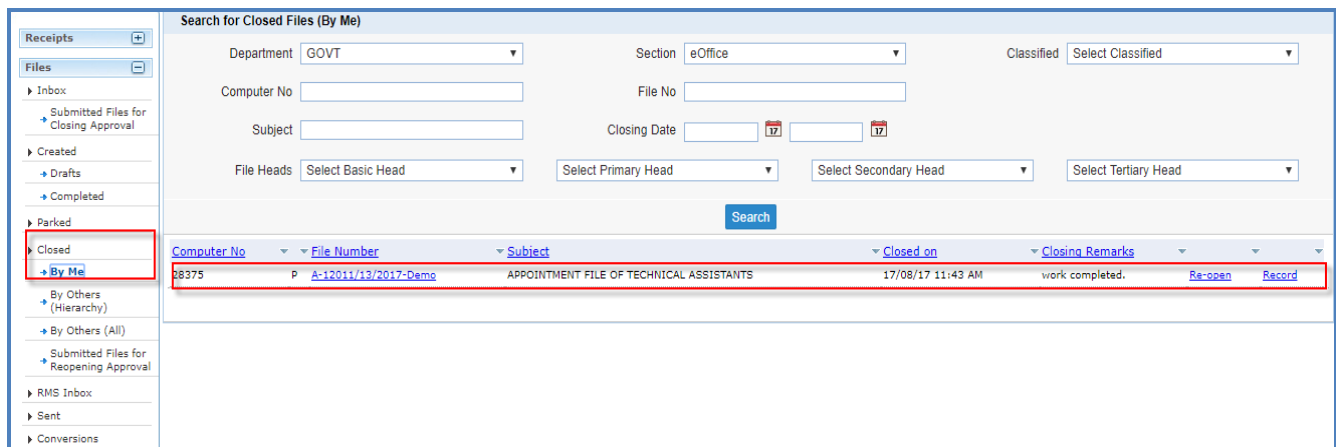 Search for Closed Files (By Me)
Receipts
Files
Inbox
Submitted Files for
Closing Approval
Created
Drafts
Completed
Parked
Closed
By Me
By Others
(Hierarchy)
By Others (All)
Submitted Files for
Reopening Approval
RMS Inbox
Sent
Conversions
Department GOVT Section eOffice Classified Select Classified
Computer No File No
Subject Closing Date 17 17
File Heads Select Basic Head Select Primary Head Select Secondary Head Select Tertiary Head
Search
Computer No File Number Subject Closed on Closing Remarks
28375 P A-12011/13/2017-Demo APPOINTMENT FILE OF TECHNICAL ASSISTANTS 17/08/17 11:43 AM work completed. Re-open Record